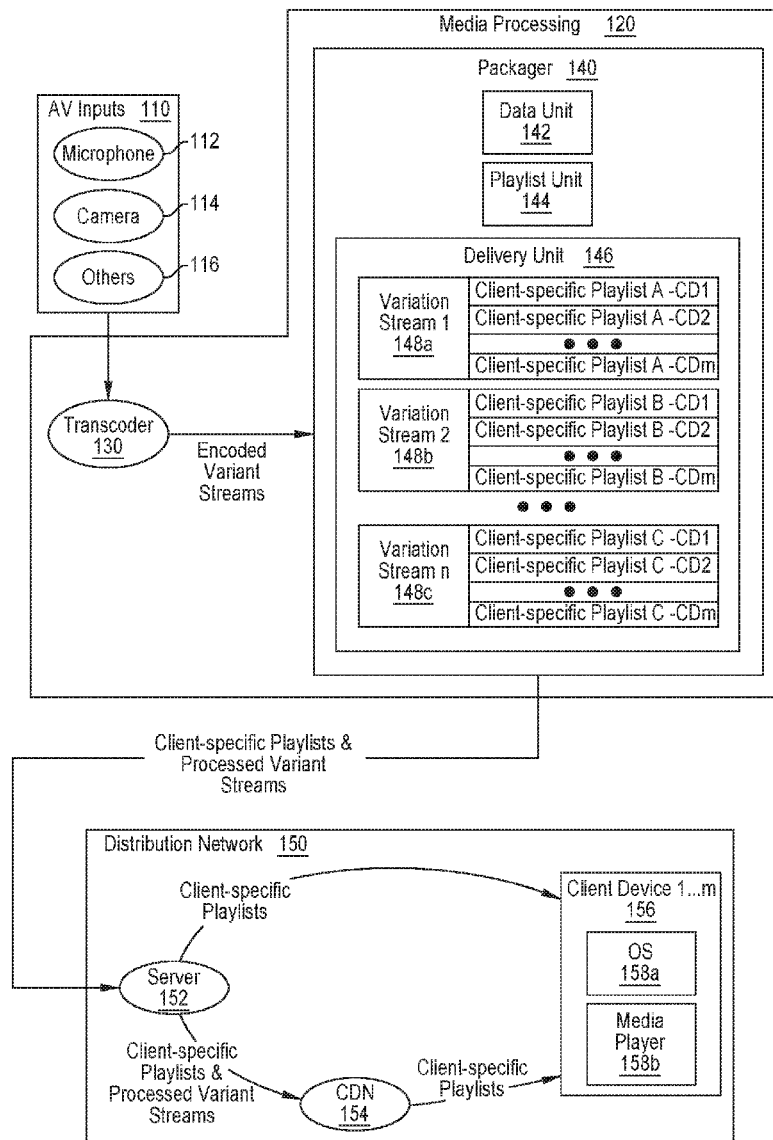 Media Processing 120
Packager 140
Data Unit
142
Playlist Unit
144
AV Inputs 110
Microphone
112
Camera
114
Others
116
Delivery Unit 146
Variation
Stream 1
148a
Client-specific Playlist A -CD1
Client-specific Playlist A -CD2
Client-specific Playlist A -CDm
Variation
Stream 2
148b
Client-specific Playlist B -CD1
Client-specific Playlist B -CD2
Client-specific Playlist B -CDm
Variation
Stream n
148c
Client-specific Playlist C -CD1
Client-specific Playlist C -CD2
Client-specific Playlist C -CDm
Transcoder
130
Encoded
Variant
Streams
Client-specific Playlists &
Processed Variant
Streams
Distribution Network 150
Client-specific
Playlists
Client Device 1...m
156
OS
158a
Media
Player
158b
Server
152
Client-specific
Playlists &
Processed Variant
Streams
CDN
154
Client-specific
Playlists